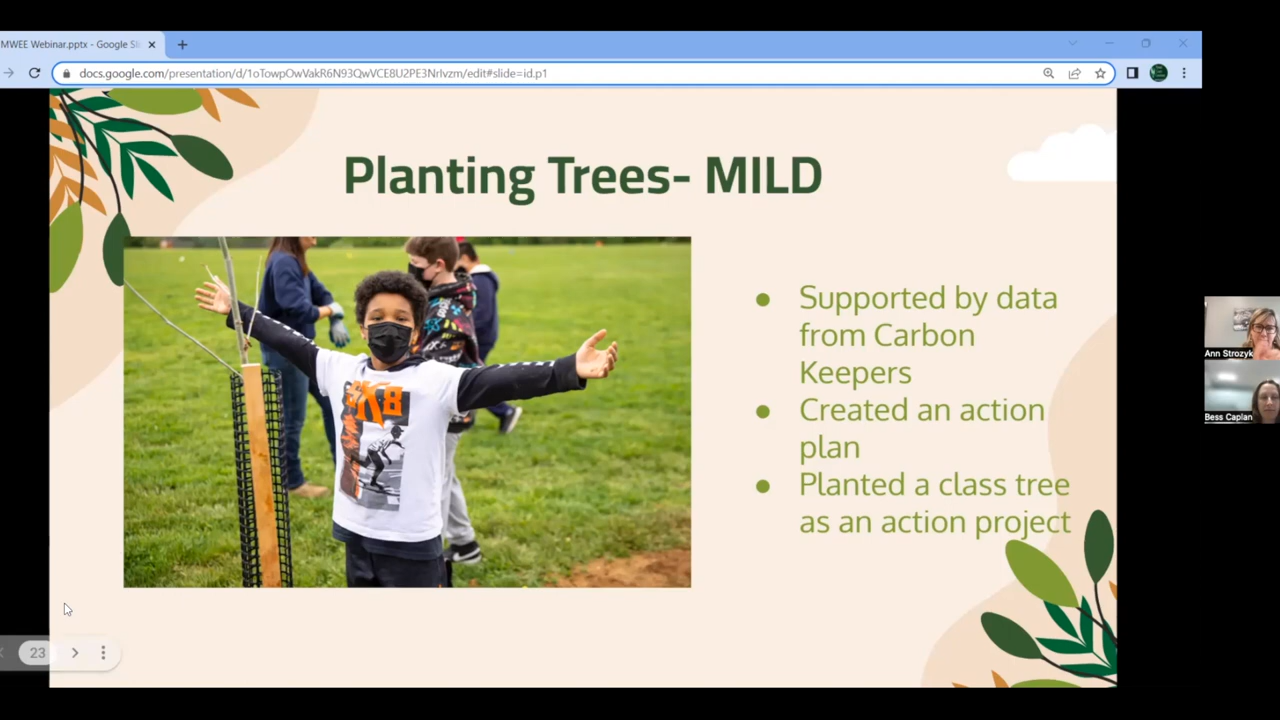 MWEE Webinar.pptx - Google Sli
docs.google.com/presentation/d/1oTowpOwVakR6N93QwVCE8U2PE3NrIvzm/edit#slide=id.p1
Planting Trees- MILD
SK8
● Supported by data
from Carbon
Keepers
● Created an action
plan
● Planted a class tree
as an action project
Ann Strozyk
Bess Caplan
23